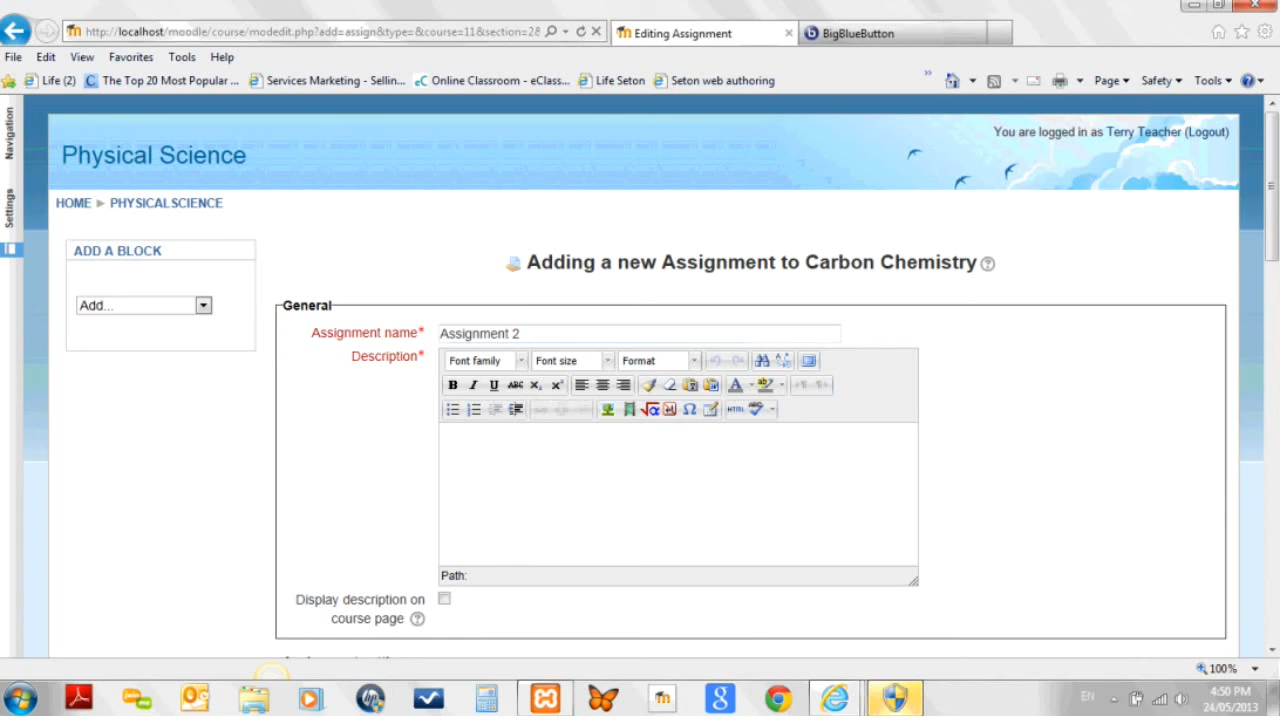 http://localhost/moodle/course/modedit.php?add=assign&type=&course=11&section=28
Editing Assignment
BigBlueButton
File Edit View Favorites Tools Help
Life (2) The Top 20 Most Popular ... Services Marketing - Sellin... Online Classroom - eClass... Life Seton Seton web authoring
Page Safety Tools
Navigation
Settings
You are logged in as Terry Teacher (Logout)
Physical Science
HOME ► PHYSICAL SCIENCE
ADD A BLOCK
Add...
Adding a new Assignment to Carbon Chemistry
General
Assignment name* Assignment 2
Description*
Font family Font size Format
B I U ABC X₂ X²
HTML
Path:
Display description on
course page
100%
EN
4:50 PM
24/05/2013